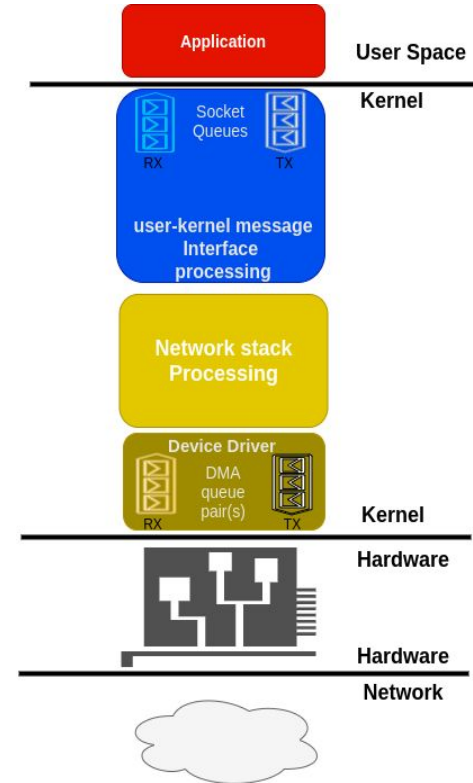 Application
User Space
Kernel
Socket
Queues
RX
TX
user-kernel message
Interface
processing
Network stack
Processing
Device Driver
DMA
queue
pair(s)
RX
TX
Kernel
Hardware
Hardware
Network